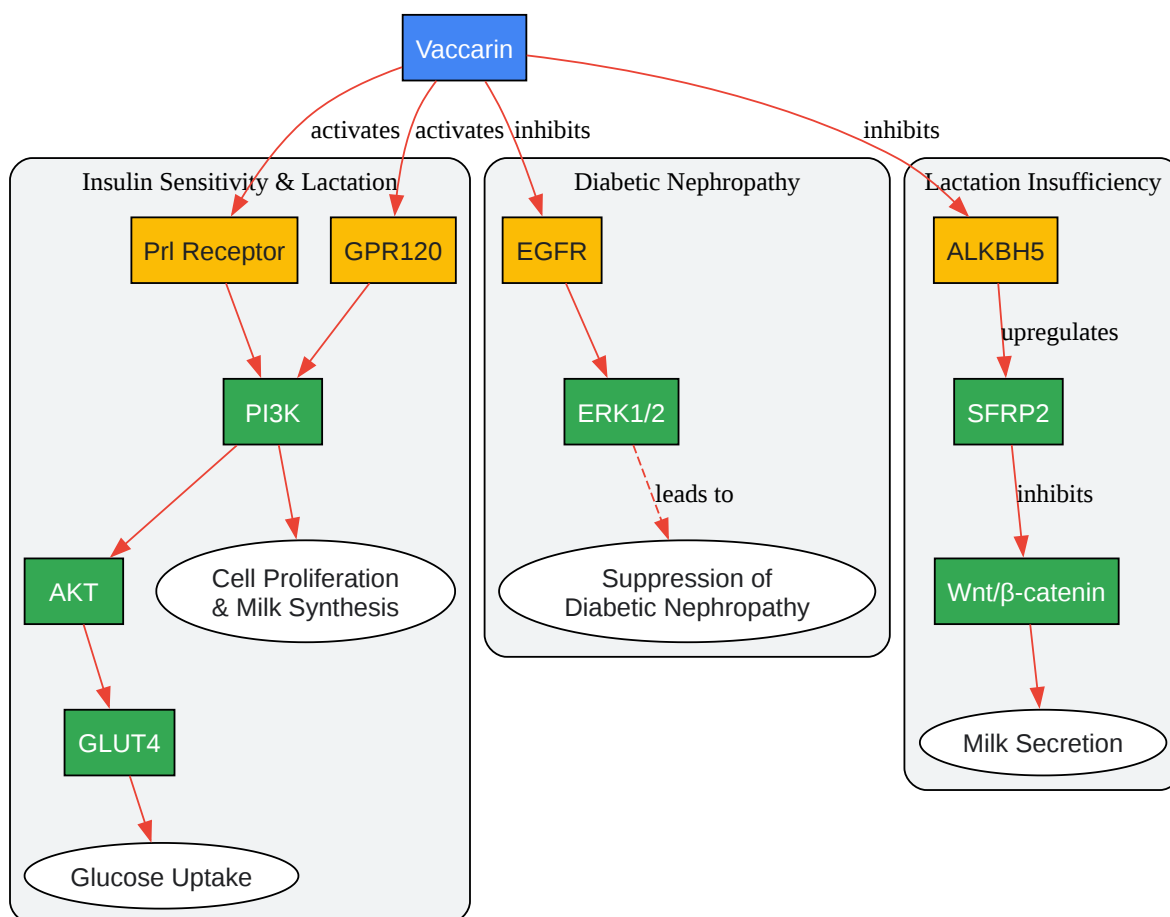 Vaccarin
activates
activates
inhibits
inhibits
Insulin Sensitivity & Lactation
Diabetic Nephropathy
Lactation Insufficiency
Prl Receptor
GPR120
EGFR
ALKBH5
upregulates
PI3K
ERK1/2
SFRP2
leads to
inhibits
AKT
Cell Proliferation
& Milk Synthesis
Suppression of
Diabetic Nephropathy
Wnt/β-catenin
GLUT4
Milk Secretion
Glucose Uptake